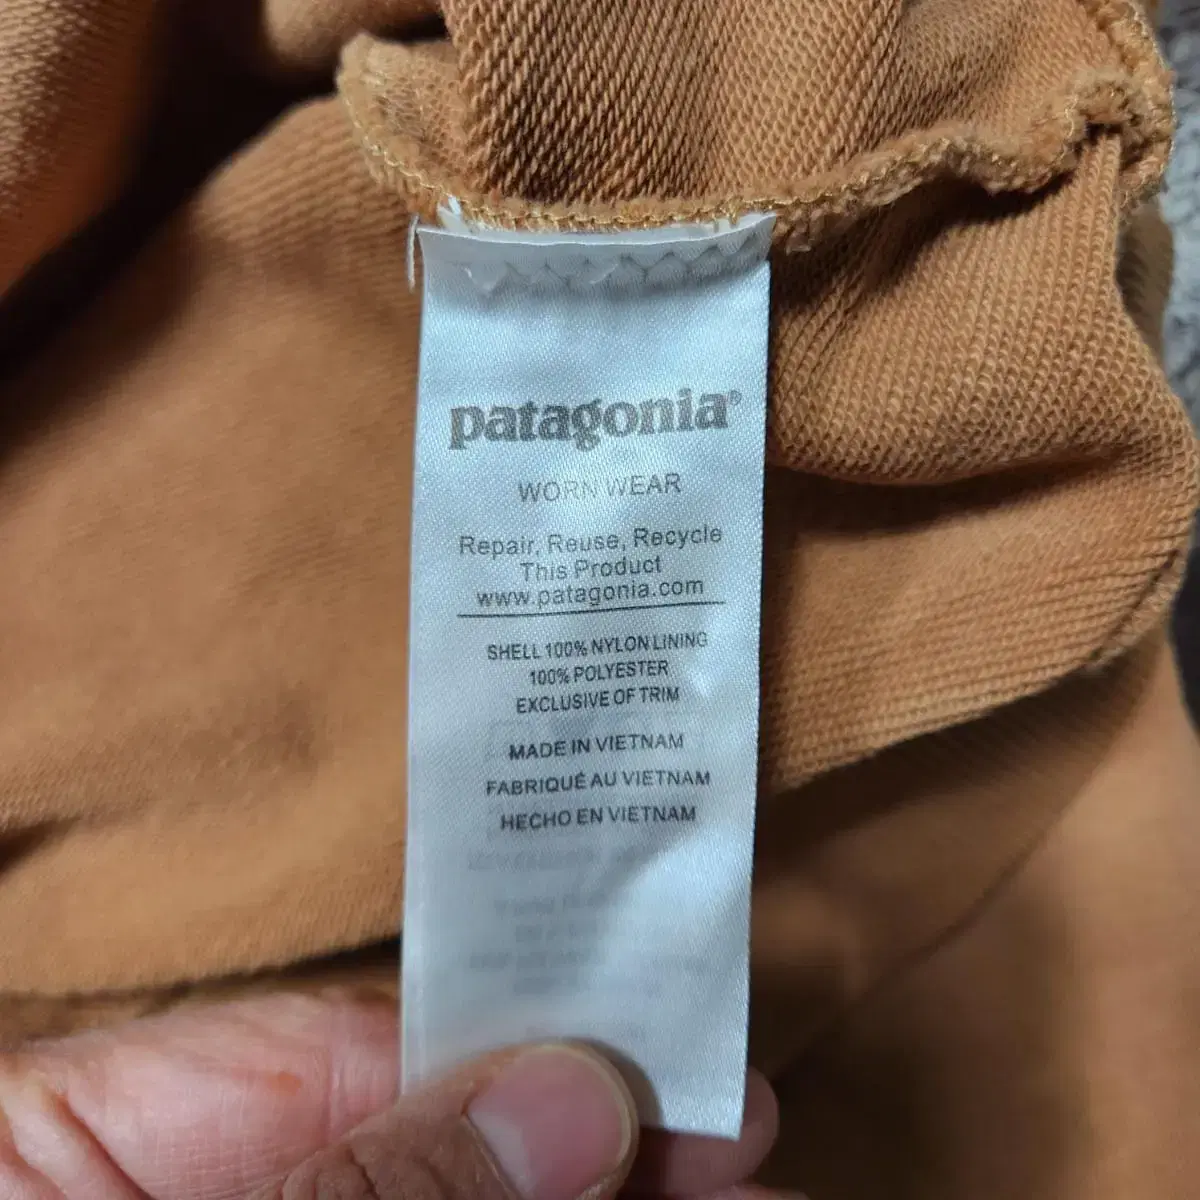 patagonia®
WORN WEAR
Repair, Reuse, Recycle
This Product
www.patagonia.com
SHELL 100% NYLON LINING
100% POLYESTER
EXCLUSIVE OF TRIM
MADE IN VIETNAM
FABRIQUÉ AU VIETNAM
HECHO EN VIETNAM